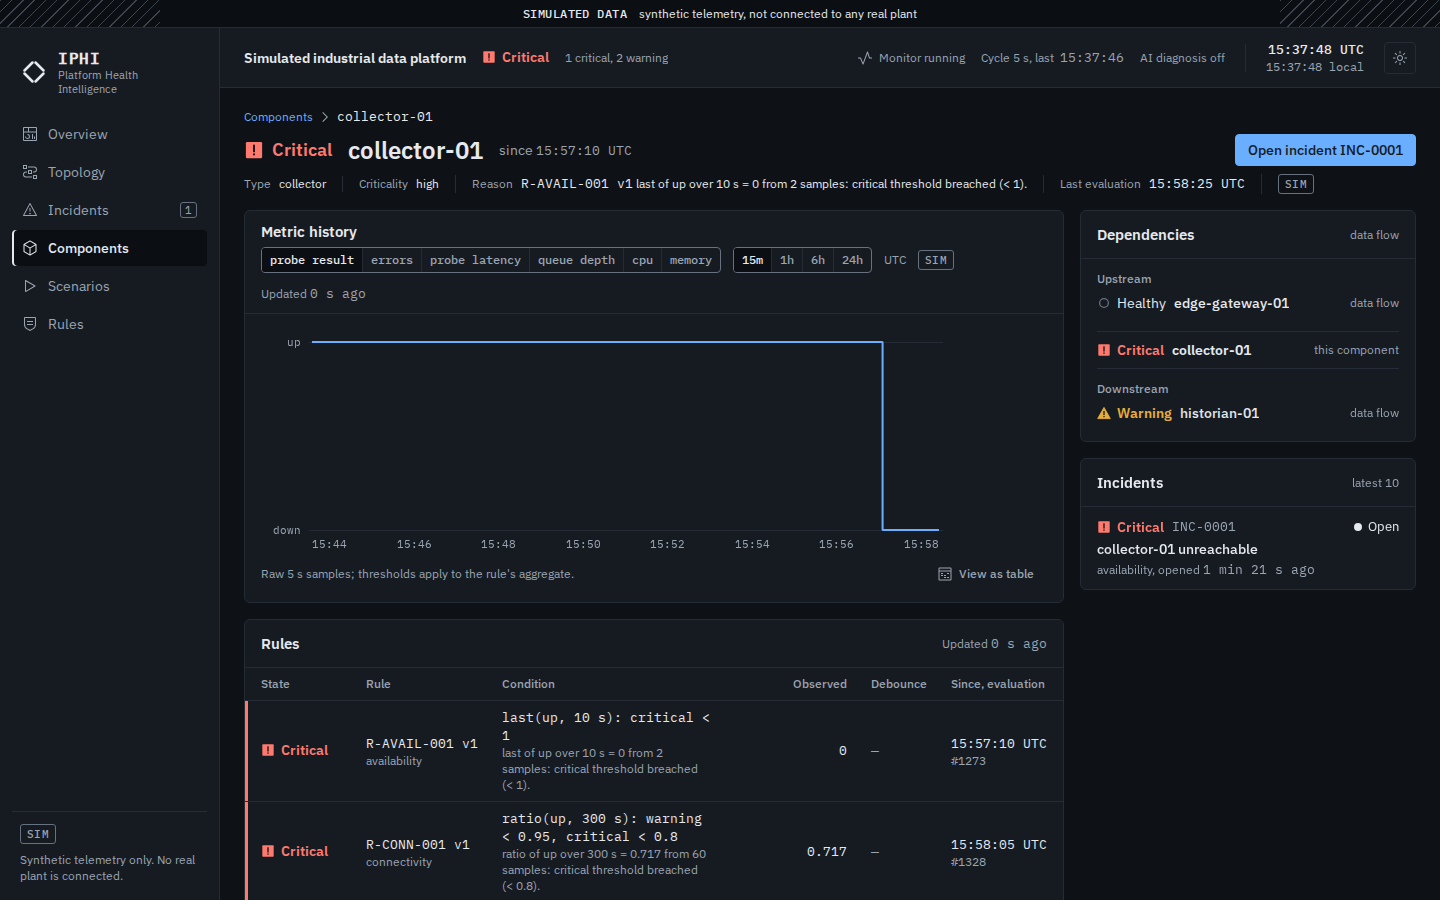 SIMULATED DATA synthetic telemetry, not connected to any real plant
IPHI
Platform Health
Intelligence
Overview
Topology
Incidents 1
Components
Scenarios
Rules
SIM
Synthetic telemetry only. No real
plant is connected.
Simulated industrial data platform Critical 1 critical, 2 warning Monitor running Cycle 5 s, last 15:37:46 AI diagnosis off
15:37:48 UTC
15:37:48 local
Components > collector-01
Critical collector-01 since 15:57:10 UTC Open incident INC-0001
Type collector Criticality high Reason R-AVAIL-001 v1 last of up over 10 s = 0 from 2 samples: critical threshold breached (< 1). Last evaluation 15:58:25 UTC SIM
Metric history
probe result errors probe latency queue depth cpu memory 15m 1h 6h 24h UTC SIM
Updated 0 s ago
up
down
15:44 15:46 15:48 15:50 15:52 15:54 15:56 15:58
Raw 5 s samples; thresholds apply to the rule's aggregate. View as table
Rules Updated 0 s ago
State Rule Condition Observed Debounce Since, evaluation
last(up, 10 s): critical <
1
last of up over 10 s = 0 from 2
samples: critical threshold breached
(< 1).
Critical R-AVAIL-001 v1 0 – 15:57:10 UTC
availability #1273
ratio(up, 300 s): warning
< 0.95, critical < 0.8
ratio of up over 300 s = 0.717 from 60
samples: critical threshold breached
(< 0.8).
Critical R-CONN-001 v1 0.717 – 15:58:05 UTC
connectivity #1328
Dependencies data flow
Upstream
Healthy edge-gateway-01 data flow
Critical collector-01 this component
Downstream
Warning historian-01 data flow
Incidents latest 10
Critical INC-0001 Open
collector-01 unreachable
availability, opened 1 min 21 s ago